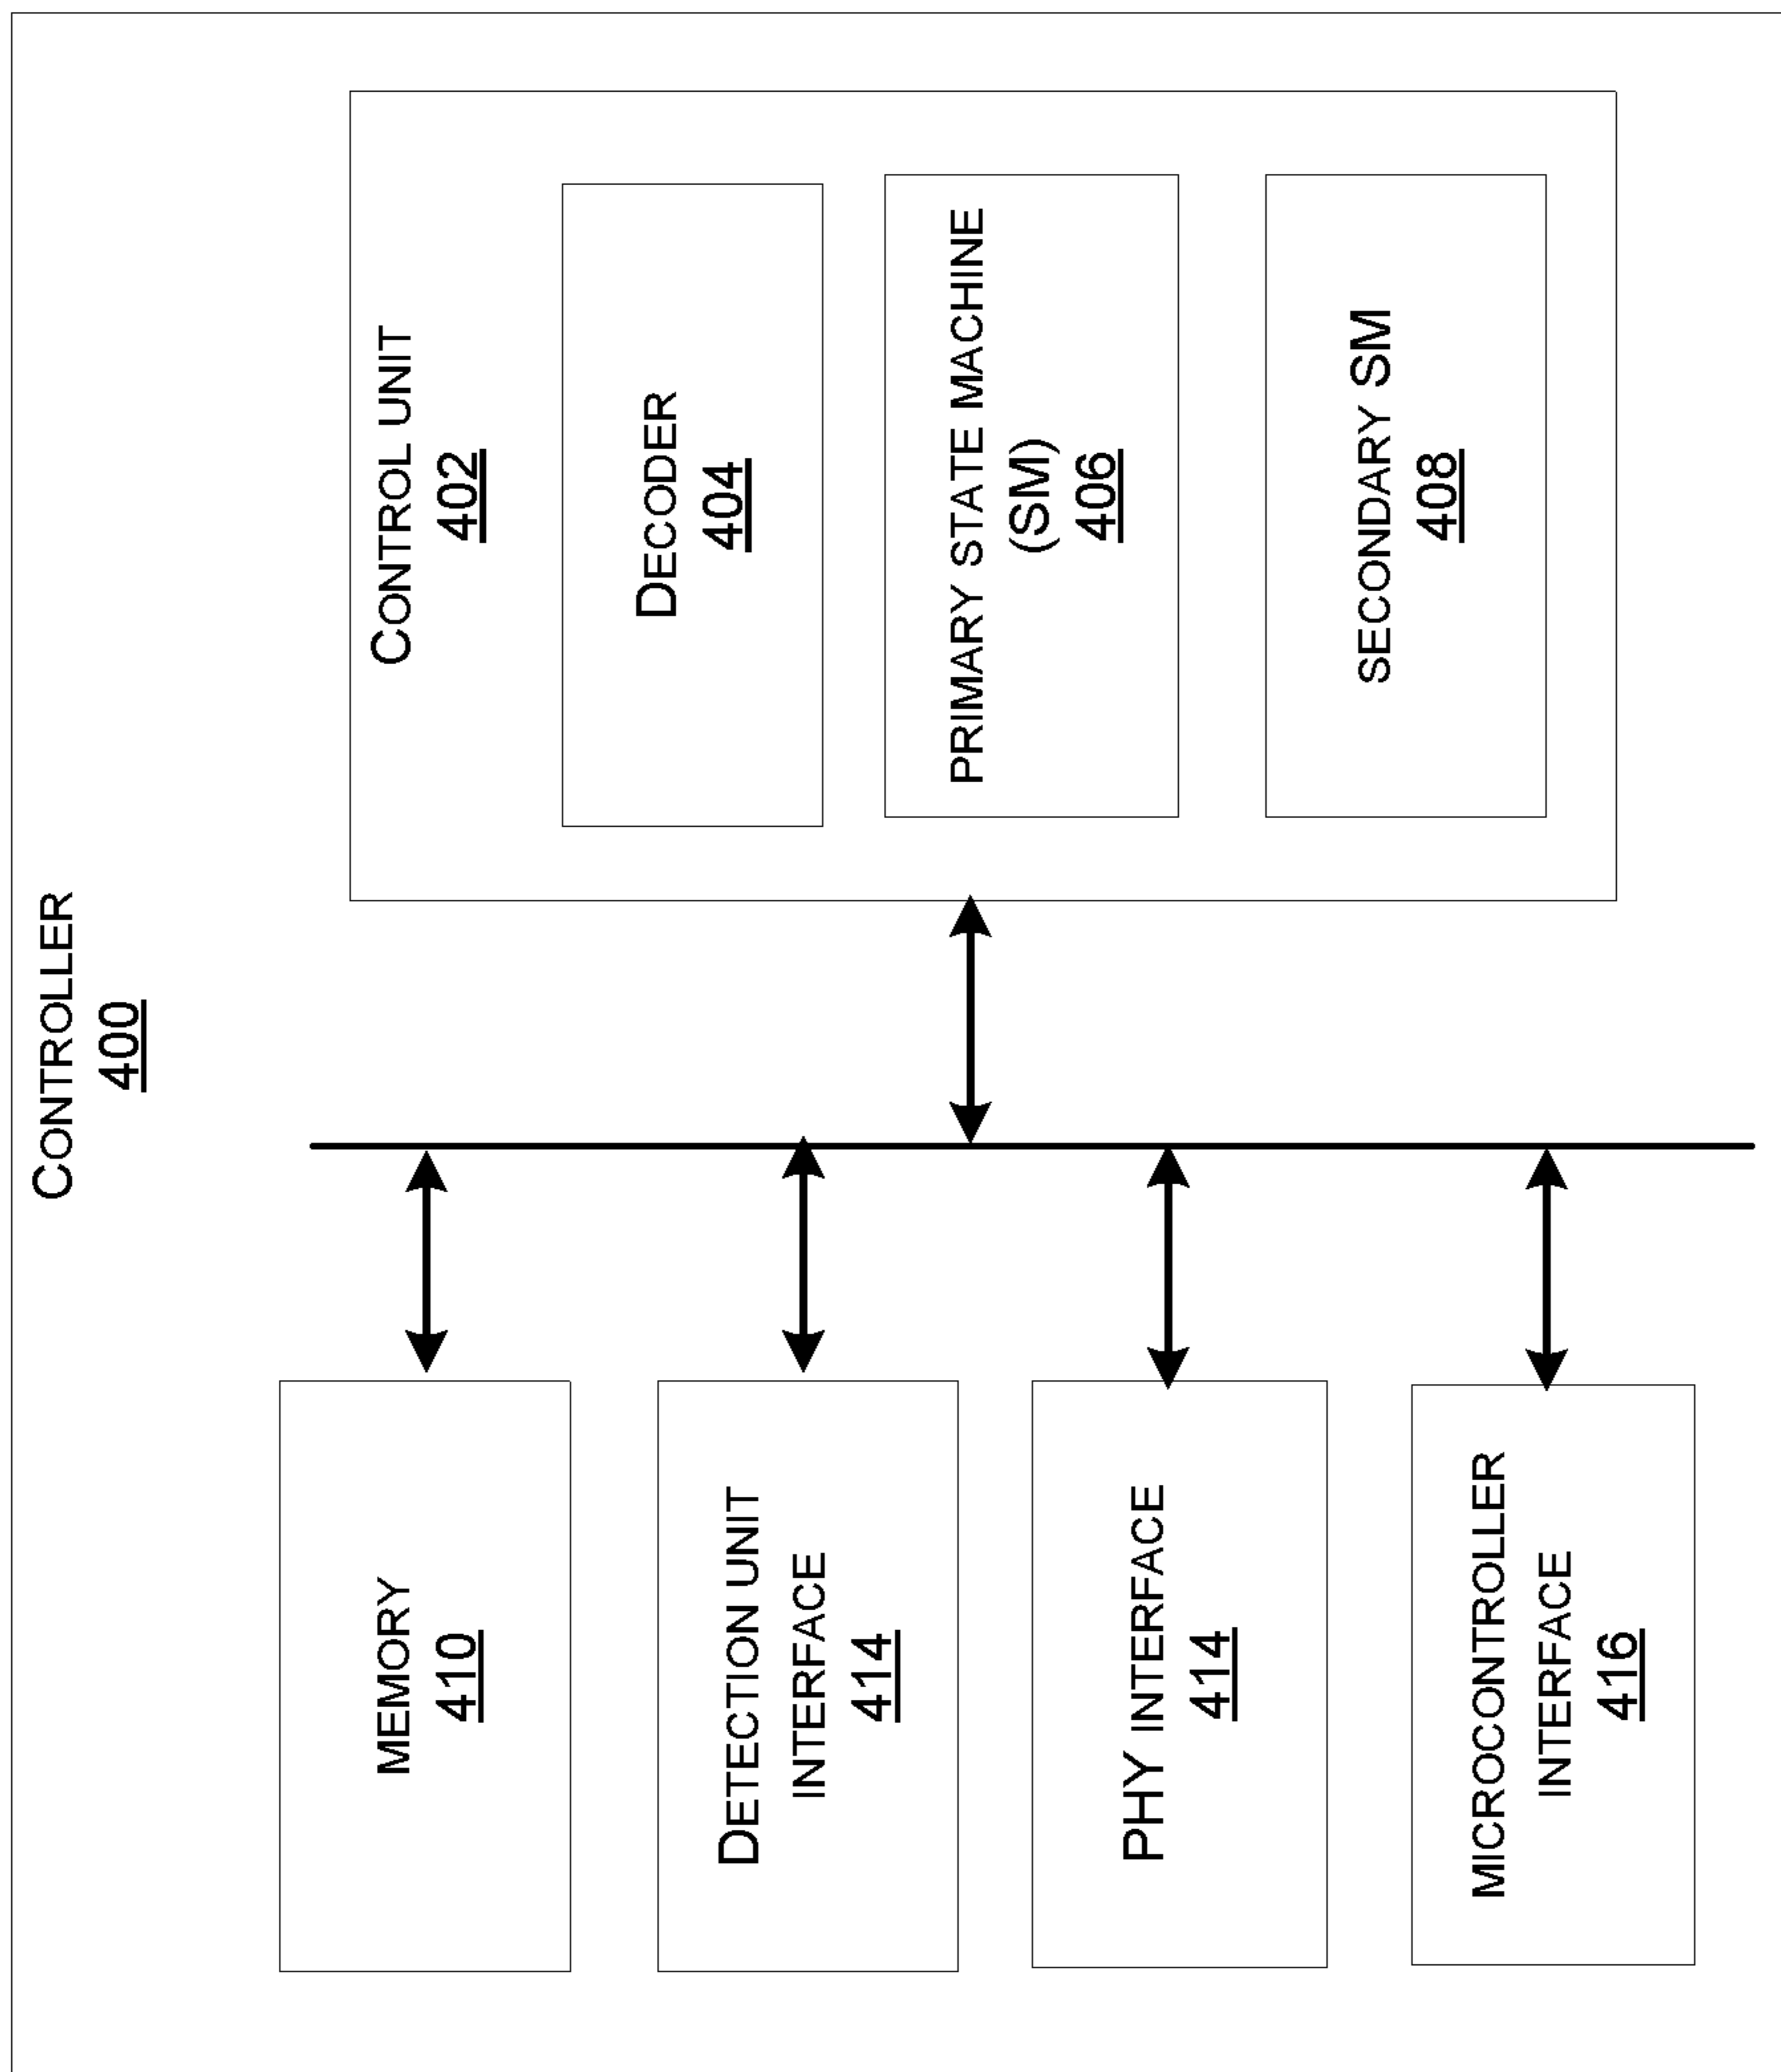 CONTROLLER
400
MEMORY
410
DETECTION UNIT
INTERFACE
414
PHY INTERFACE
414
MICROCONTROLLER
INTERFACE
416
CONTROL UNIT
402
DECODER
404
PRIMARY STATE MACHINE
(SM)
406
SECONDARY SM
408